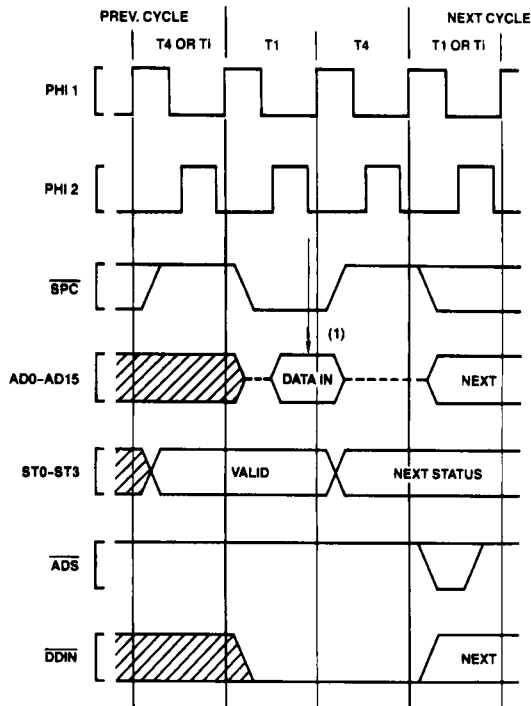 PREV. CYCLE NEXT CYCLE
T4 OR Ti T1 T4 T1 OR Ti
PHI 1
PHI 2
SPC
(1)
AD0–AD15 DATA IN NEXT
ST0–ST3 VALID NEXT STATUS
ADS
DDIN NEXT